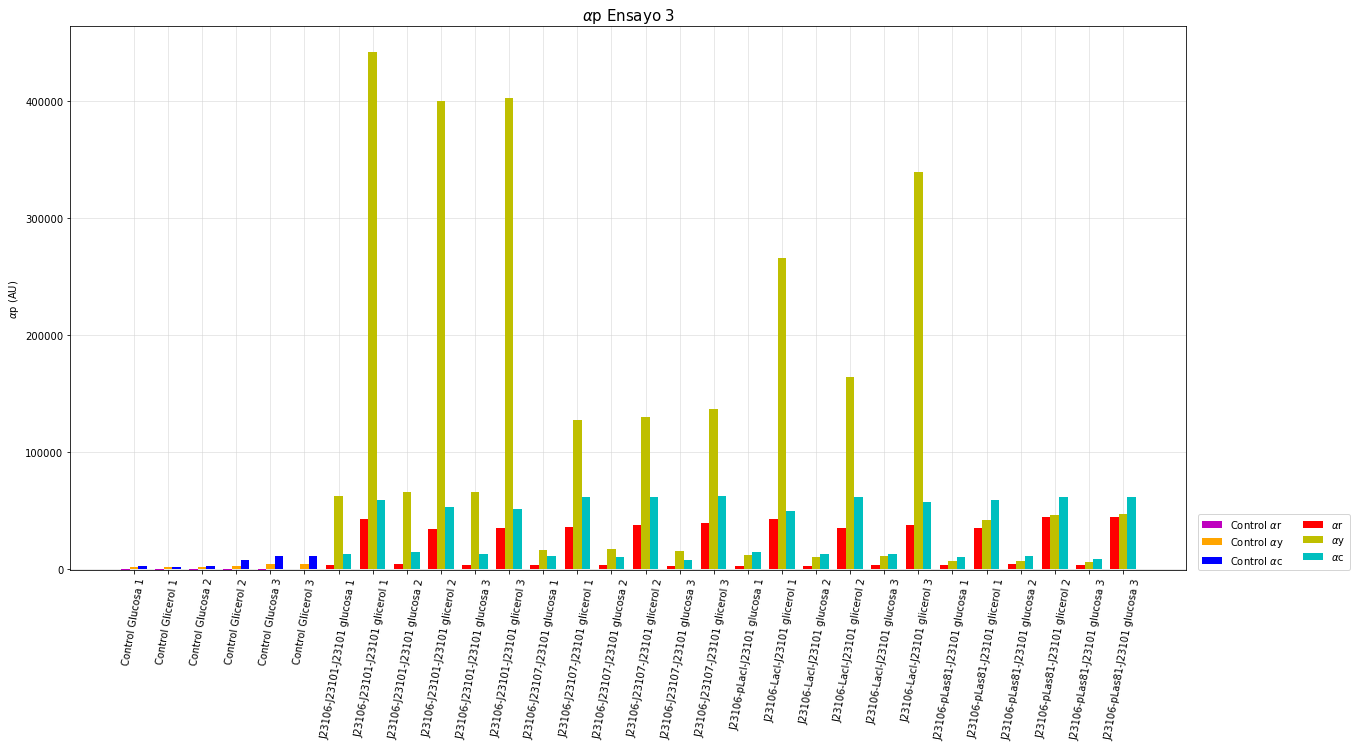 αp Ensayo 3
αp (AU)
400000
300000
200000
100000
0
Control Glucosa 1
Control Glicerol 1
Control Glucosa 2
Control Glicerol 2
Control Glucosa 3
Control Glicerol 3
J23106-J23101-J23101 glucosa 1
J23106-J23101-J23101 glicerol 1
J23106-J23101-J23101 glucosa 2
J23106-J23101-J23101 glicerol 2
J23106-J23101-J23101 glucosa 3
J23106-J23101-J23101 glicerol 3
J23106-J23107-J23101 glucosa 1
J23106-J23107-J23101 glicerol 1
J23106-J23107-J23101 glucosa 2
J23106-J23107-J23101 glicerol 2
J23106-J23107-J23101 glucosa 3
J23106-J23107-J23101 glicerol 3
J23106-pLacI-J23101 glucosa 1
J23106-LacI-J23101 glicerol 1
J23106-LacI-J23101 glucosa 2
J23106-LacI-J23101 glicerol 2
J23106-LacI-J23101 glucosa 3
J23106-LacI-J23101 glicerol 3
J23106-pLas81-J23101 glucosa 1
J23106-pLas81-J23101 glicerol 1
J23106-pLas81-J23101 glucosa 2
J23106-pLas81-J23101 glicerol 2
J23106-pLas81-J23101 glucosa 3
J23106-pLas81-J23101 glucosa 3
Control αr
Control αy
Control αc
αr
αy
αc